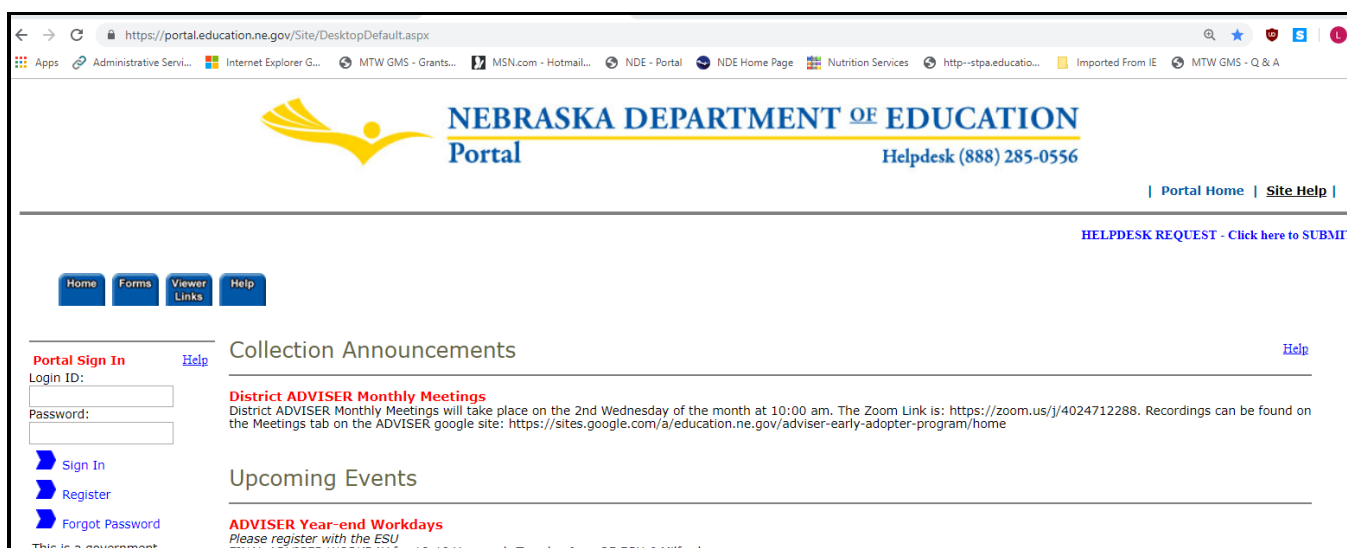 https://portal.education.ne.gov/Site/DesktopDefault.aspx
Apps Administrative Servi... Internet Explorer G... MTW GMS - Grants... MSN.com - Hotmail... NDE - Portal NDE Home Page Nutrition Services http--stpa.educatio... Imported From IE MTW GMS - Q & A
NEBRASKA DEPARTMENT OF EDUCATION
Portal Helpdesk (888) 285-0556
| Portal Home | Site Help |
HELPDESK REQUEST - Click here to SUBMIT
Home Forms Viewer Links Help
Portal Sign In Help
Login ID:
Password:
Sign In
Register
Forgot Password
This is a government
Collection Announcements Help
District ADVISER Monthly Meetings
District ADVISER Monthly Meetings will take place on the 2nd Wednesday of the month at 10:00 am. The Zoom Link is: https://zoom.us/j/4024712288. Recordings can be found on
the Meetings tab on the ADVISER google site: https://sites.google.com/a/education.ne.gov/adviser-early-adopter-program/home
Upcoming Events
ADVISER Year-end Workdays
Please register with the ESU